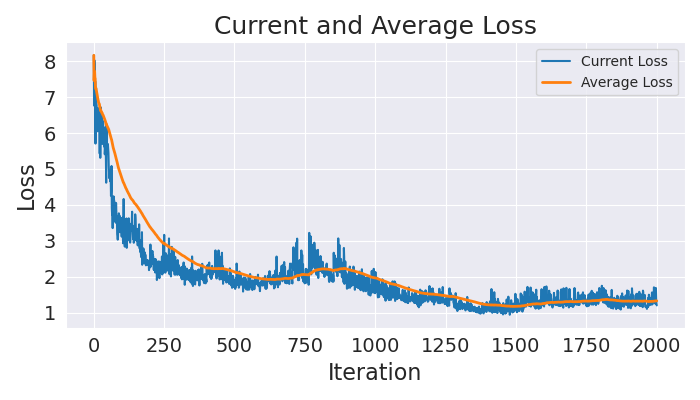 Current and Average Loss
Current Loss
Average Loss
Loss
8
7
6
5
4
3
2
1
0 250 500 750 1000 1250 1500 1750 2000
Iteration